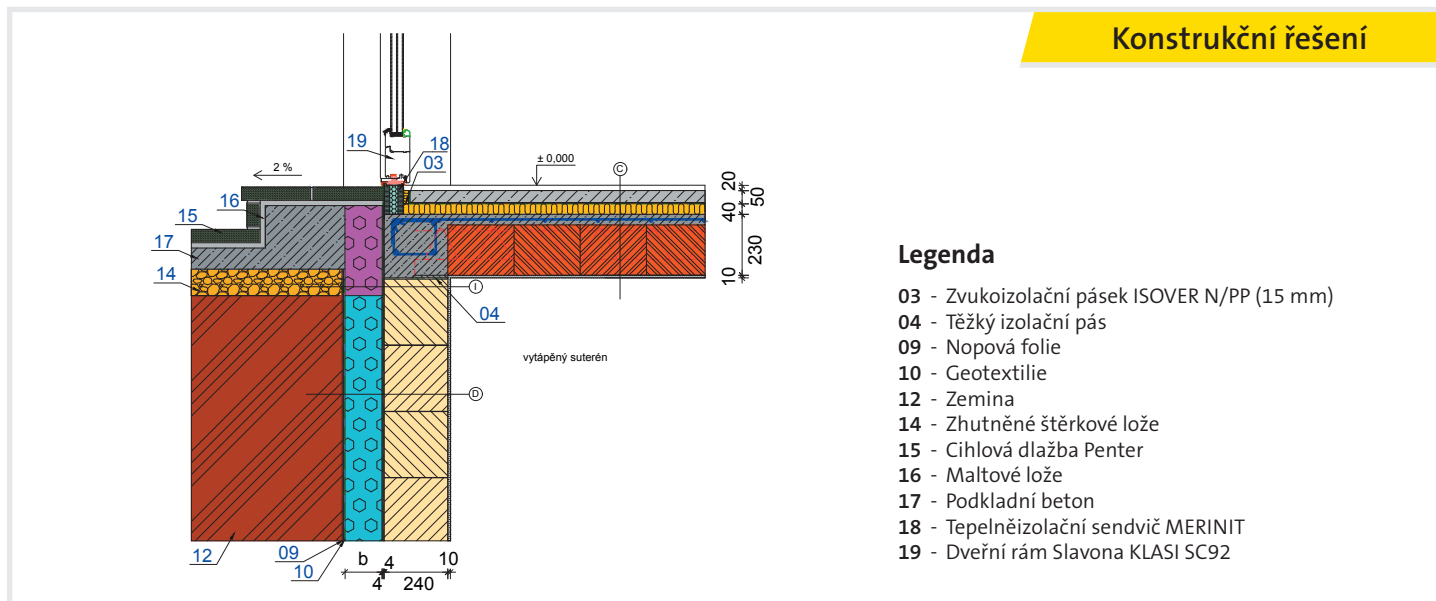 Konstrukční řešení
19
18
03
2 %
± 0,000
C
16
15
17
14
20
50
40
230
10
I
04
vytápěný suterén
D
12
09
10
b
4
4
240
10
Legenda
03 - Zvukoizolační pásek ISOVER N/PP (15 mm)
04 - Těžký izolační pás
09 - Nopová folie
10 - Geotextilie
12 - Zemina
14 - Zhutněné štěrkové lože
15 - Cihlová dlažba Penter
16 - Maltové lože
17 - Podkladní beton
18 - Tepelněizolační sendvič MERINIT
19 - Dveřní rám Slavona KLASI SC92